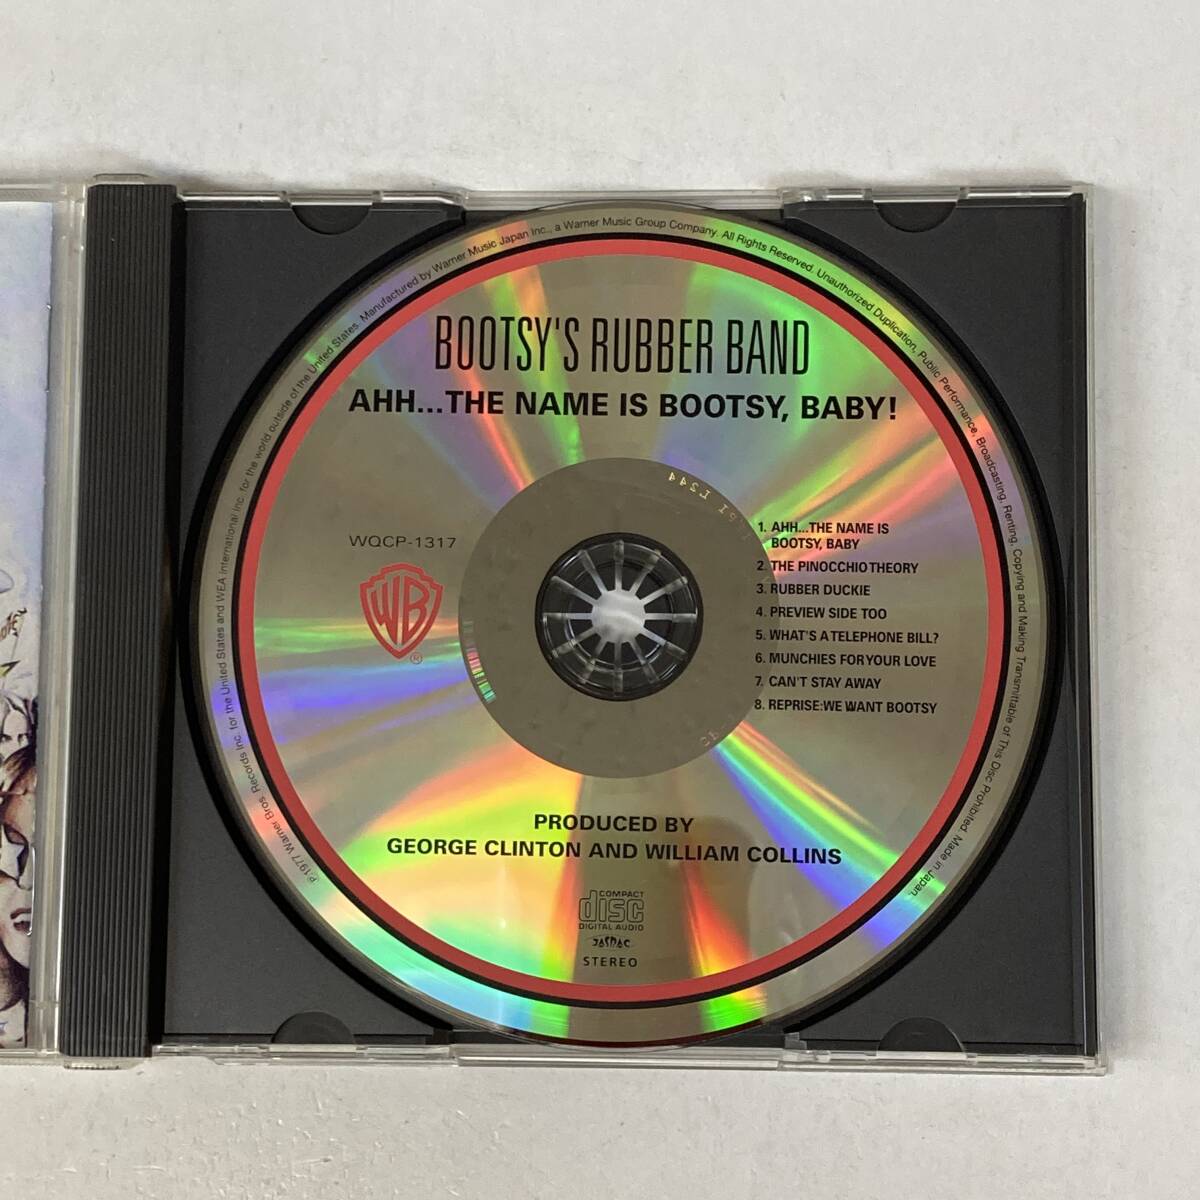 BOOTSY'S RUBBER BAND
AHH...THE NAME IS BOOTSY, BABY!
WQCP-1317
WB
®
1. AHH...THE NAME IS
BOOTSY, BABY
2. THE PINOCCHIO THEORY
3. RUBBER DUCKIE
4. PREVIEW SIDE TOO
5. WHAT'S A TELEPHONE BILL?
6. MUNCHIES FOR YOUR LOVE
7. CAN'T STAY AWAY
8. REPRISE:WE WANT BOOTSY
PRODUCED BY
GEORGE CLINTON AND WILLIAM COLLINS
COMPACT
disc
DIGITAL AUDIO
JASRAC
STEREO
P.1977 Warner Bros. Records Inc. for the United States and WEA international Inc. for the world outside of the United States. Manufactured by Warner Music Japan Inc., a Warner Music Group Company. All Rights Reserved. Unauthorized Duplication, Public Performance, Broadcasting, Renting, Copying and Making Transmittable of This Disc Prohibited. Made in Japan.